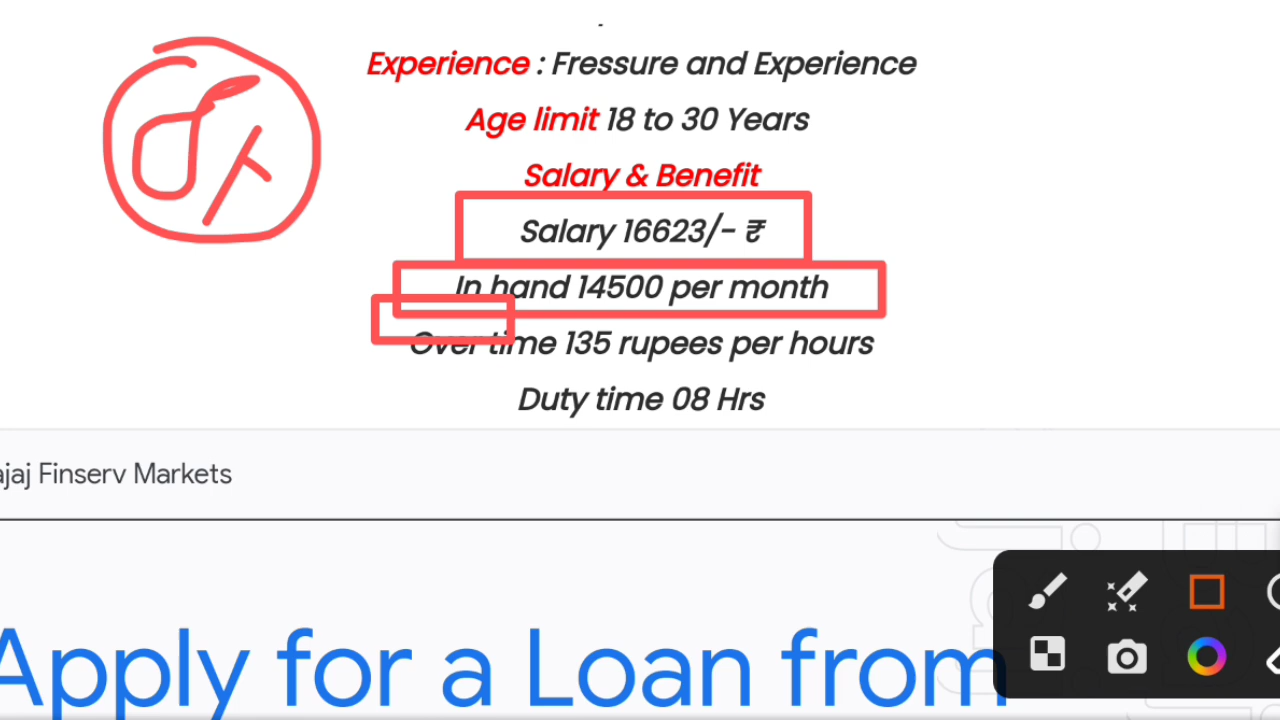 Experience : Fressure and Experience
Age limit 18 to 30 Years
Salary & Benefit
Salary 16623/- ₹
In hand 14500 per month
Over time 135 rupees per hours
Duty time 08 Hrs
ajaj Finserv Markets
Apply for a Loan from